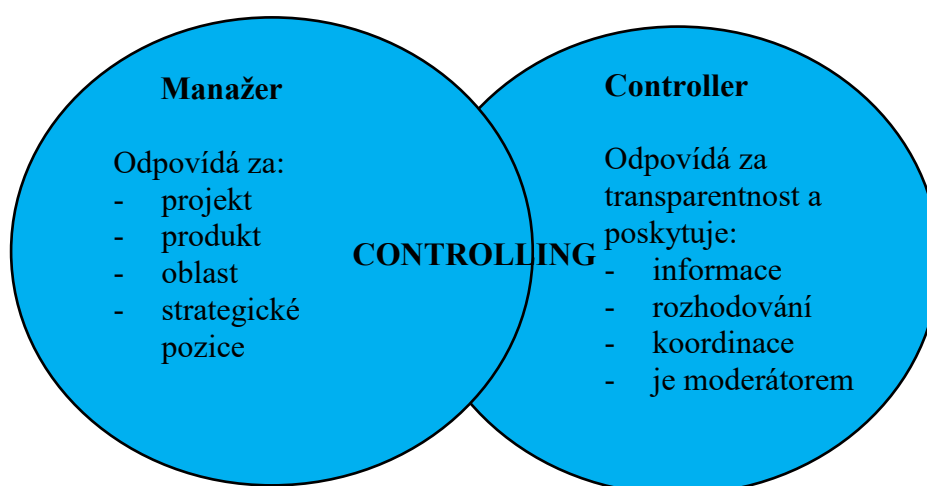 Manažer
Odpovídá za:
- projekt
- produkt
- oblast
- strategické
pozice
CONTROLLING
Controller
Odpovídá za
transparentnost a
poskytuje:
- informace
- rozhodování
- koordinace
- je moderátorem